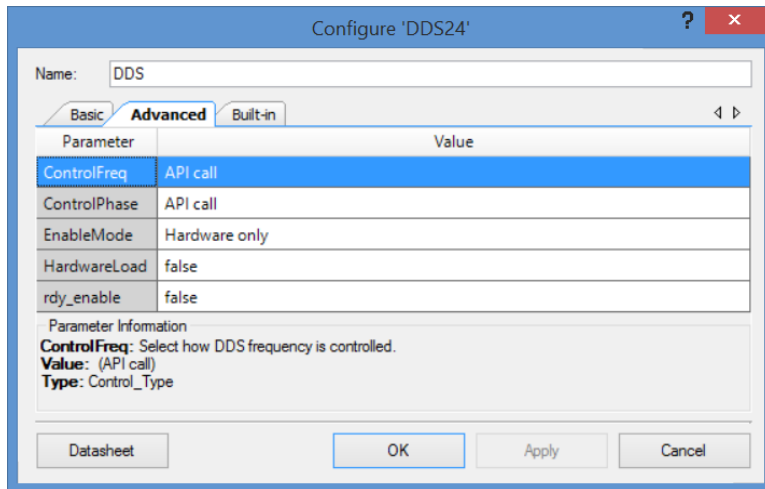 Configure 'DDS24'
?
Name: DDS
Basic Advanced Built-in
Parameter Value
ControlFreq API call
ControlPhase API call
EnableMode Hardware only
HardwareLoad false
rdy_enable false
Parameter Information
ControlFreq: Select how DDS frequency is controlled.
Value: (API call)
Type: Control_Type
Datasheet OK Apply Cancel